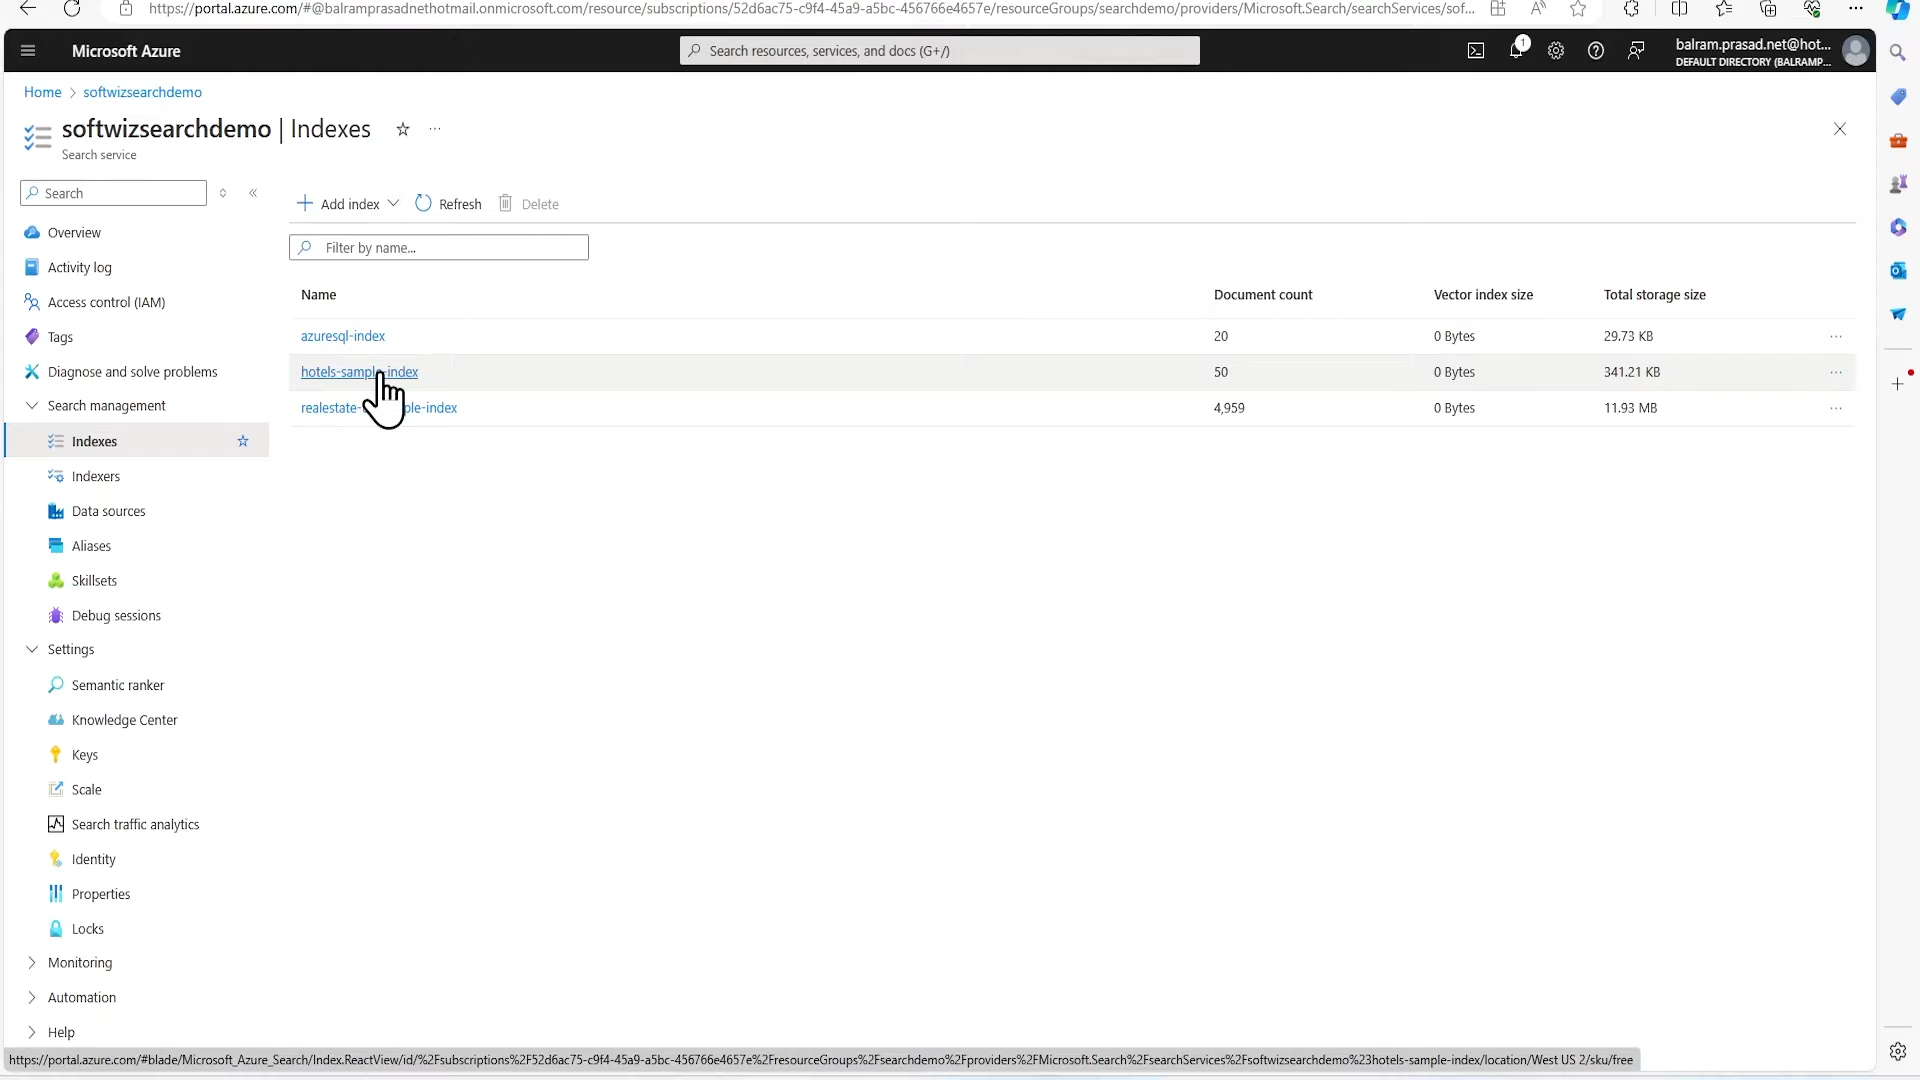 https://portal.azure.com/#@balramprasadnethotmail.onmicrosoft.com/resource/subscriptions/52d6ac75-c9f4-45a9-a5bc-456766e4657e/resourceGroups/searchdemo/providers/Microsoft.Search/searchServices/sof...
Microsoft Azure
Search resources, services, and docs (G+/)
1
balram.prasad.net@hot...
DEFAULT DIRECTORY (BALRAMP...
Home > softwizsearchdemo
softwizsearchdemo | Indexes
Search service
Search
Add index
Refresh
Delete
Filter by name...
Name Document count Vector index size Total storage size
azuresql-index 20 0 Bytes 29.73 KB
hotels-sample-index 50 0 Bytes 341.21 KB
realestate- ple-index 4,959 0 Bytes 11.93 MB
Overview
Activity log
Access control (IAM)
Tags
Diagnose and solve problems
Search management
Indexes
Indexers
Data sources
Aliases
Skillsets
Debug sessions
Settings
Semantic ranker
Knowledge Center
Keys
Scale
Search traffic analytics
Identity
Properties
Locks
Monitoring
Automation
Help
https://portal.azure.com/#blade/Microsoft_Azure_Search/Index.ReactView/id/%2Fsubscriptions%2F52d6ac75-c9f4-45a9-a5bc-456766e4657e%2FresourceGroups%2Fsearchdemo%2Fproviders%2FMicrosoft.Search%2FsearchServices%2Fsoftwizsearchdemo%23hotels-sample-index/location/West US 2/sku/free